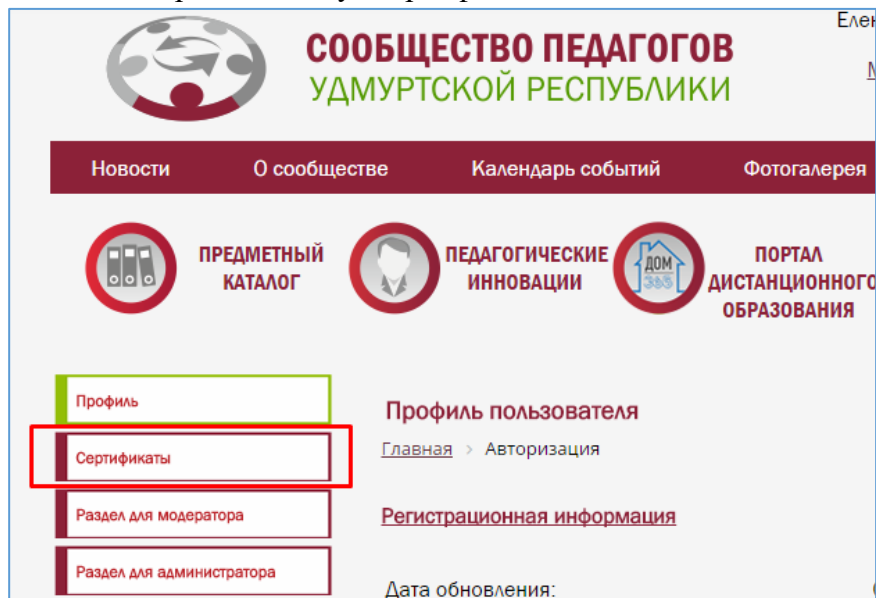 Елен
СООБЩЕСТВО ПЕДАГОГОВ
УДМУРТСКОЙ РЕСПУБЛИКИ
Новости О сообществе Календарь событий Фотогалерея
ПРЕДМЕТНЫЙ
КАТАЛОГ
ПЕДАГОГИЧЕСКИЕ
ИННОВАЦИИ
ДОМ
365
ПОРТАЛ
ДИСТАНЦИОННОГО
ОБРАЗОВАНИЯ
Профиль
Сертификаты
Раздел для модератора
Раздел для администратора
Профиль пользователя
Главная > Авторизация
Регистрационная информация
Дата обновления: